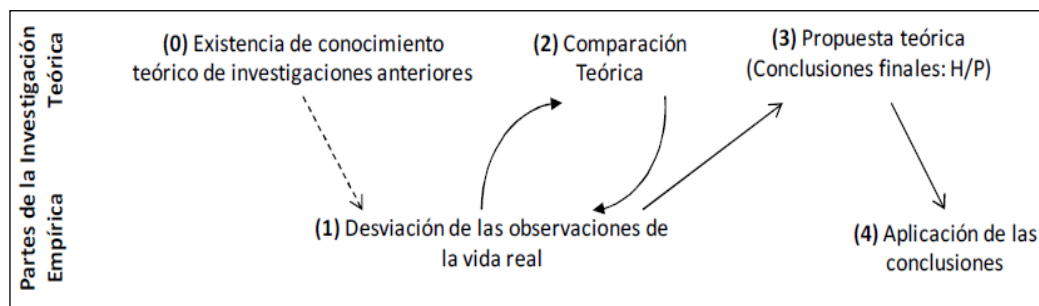 Partes de la Investigación
Teórica
Empírica
(0) Existencia de conocimiento
teórico de investigaciones anteriores
(2) Comparación
Teórica
(3) Propuesta teórica
(Conclusiones finales: H/P)
(1) Desviación de las observaciones de
la vida real
(4) Aplicación de las
conclusiones